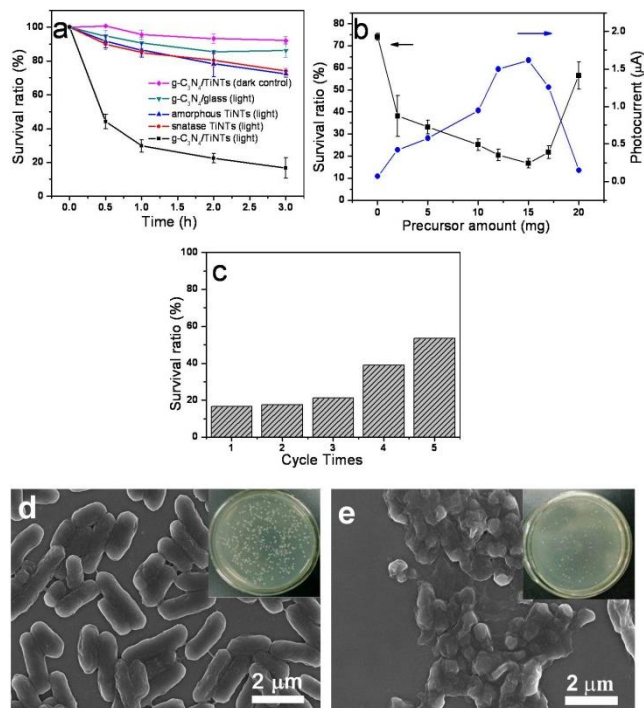 a
100
80
60
40
20
0
Survival ratio (%)
g-C₃N₄/TiNTs (dark control)
g-C₃N₄/glass (light)
amorphous TiNTs (light)
snatase TiNTs (light)
g-C₃N₄/TiNTs (light)
0.0 0.5 1.0 1.5 2.0 2.5 3.0
Time (h)
b
80
70
60
50
40
30
20
10
Survival ratio (%)
2.0
1.5
1.0
0.5
0.0
Photocurrent (μA)
0 5 10 15 20
Precursor amount (mg)
c
100
80
60
40
20
0
Survival ratio (%)
1 2 3 4 5
Cycle Times
d
2 μm
e
2 μm